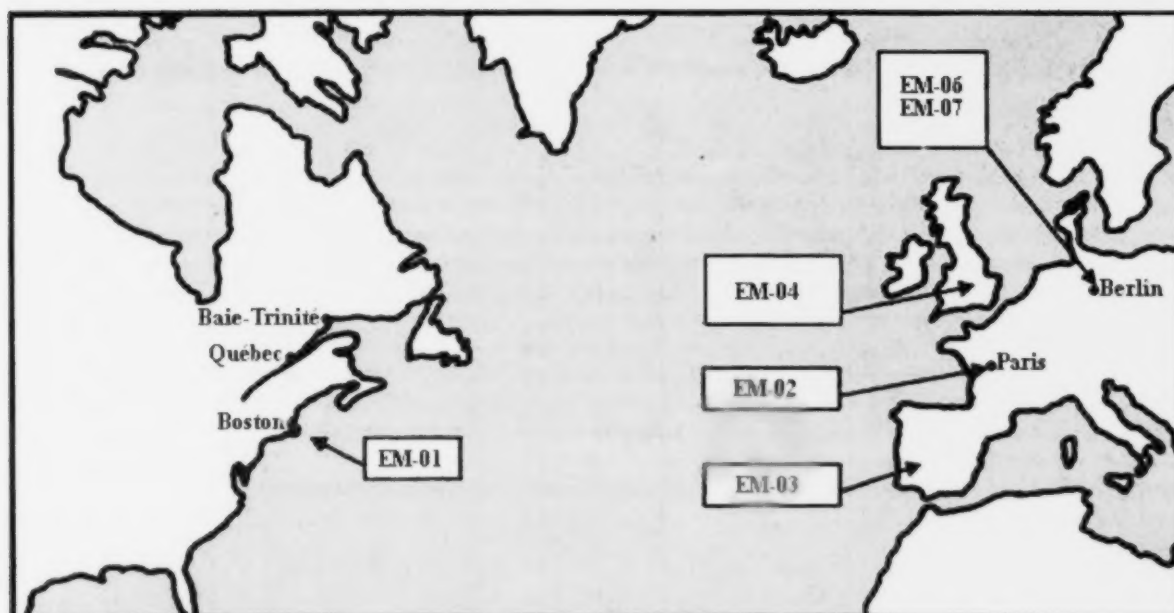 EM-06
EM-07
EM-04
Berlin
Baie-Trinité
Québec
Paris
EM-02
Boston
EM-01
EM-03